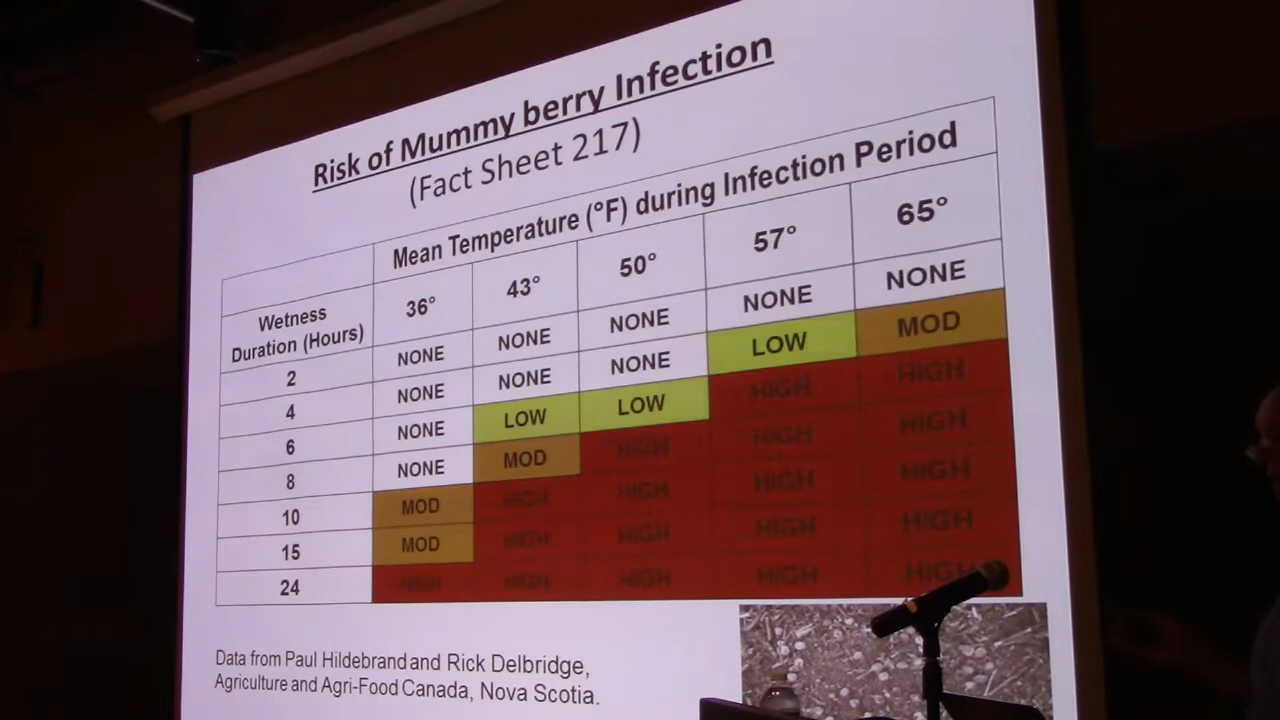 Risk of Mummy berry Infection
(Fact Sheet 217)
Mean Temperature (°F) during Infection Period
Wetness
Duration (Hours) 36° 43° 50° 57° 65°
2 NONE NONE NONE NONE NONE
4 NONE NONE NONE LOW MOD
6 NONE LOW LOW HIGH HIGH
8 NONE MOD HIGH HIGH HIGH
10 MOD HIGH HIGH HIGH HIGH
15 MOD HIGH HIGH HIGH HIGH
24 HIGH HIGH HIGH HIGH HIGH
Data from Paul Hildebrand and Rick Delbridge,
Agriculture and Agri-Food Canada, Nova Scotia.